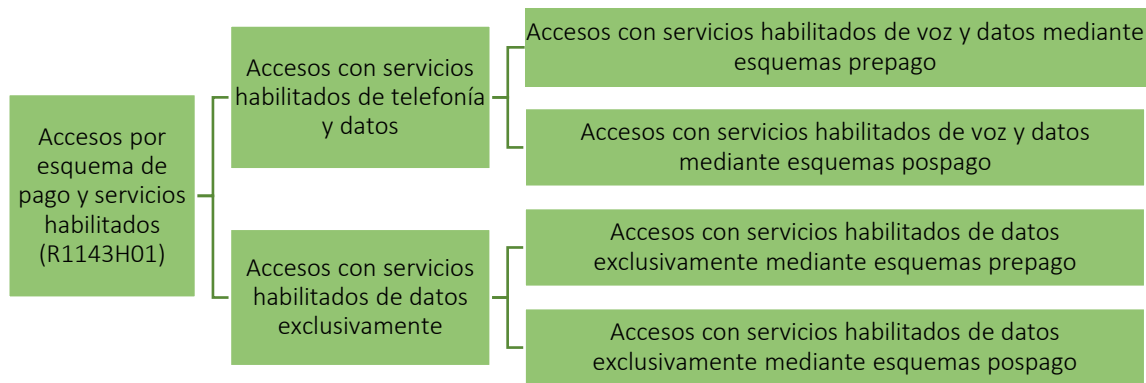 Accesos por
esquema de
pago y servicios
habilitados
(R1143H01)
Accesos con servicios
habilitados de telefonía
y datos
Accesos con servicios habilitados de voz y datos mediante
esquemas prepago
Accesos con servicios habilitados de voz y datos
mediante esquemas pospago
Accesos con servicios
habilitados de datos
exclusivamente
Accesos con servicios habilitados de datos
exclusivamente mediante esquemas prepago
Accesos con servicios habilitados de datos
exclusivamente mediante esquemas pospago